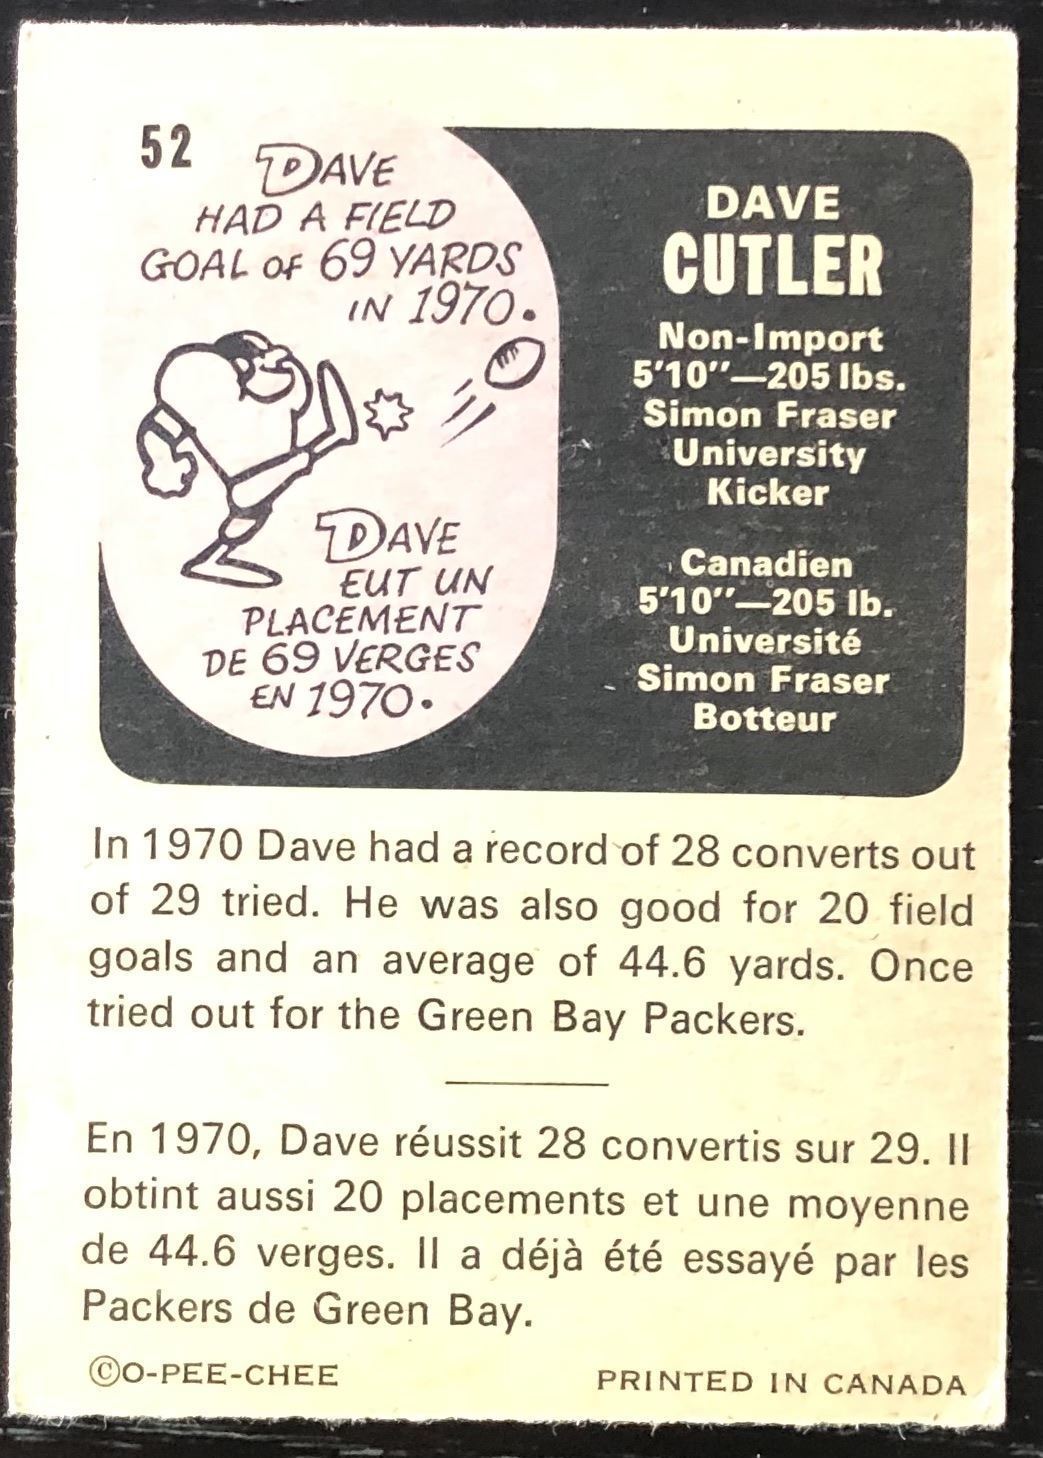 52
DAVE
HAD A FIELD
GOAL OF 69 YARDS
IN 1970.
DAVE
EUT UN
PLACEMENT
DE 69 VERGES
EN 1970.
DAVE
CUTLER
Non-Import
5'10"—205 lbs.
Simon Fraser
University
Kicker
Canadien
5'10"—205 lb.
Université
Simon Fraser
Botteur
In 1970 Dave had a record of 28 converts out
of 29 tried. He was also good for 20 field
goals and an average of 44.6 yards. Once
tried out for the Green Bay Packers.
En 1970, Dave réussit 28 convertis sur 29. Il
obtint aussi 20 placements et une moyenne
de 44.6 verges. Il a déjà été essayé par les
Packers de Green Bay.
©O-PEE-CHEE
PRINTED IN CANADA